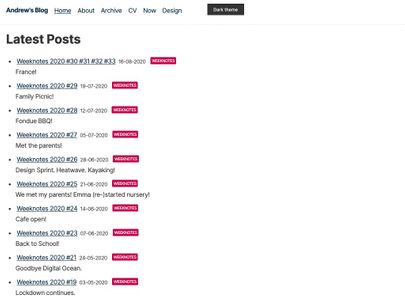 Andrew's Blog Home About Archive CV Now Design Dark theme
Latest Posts
Weeknotes 2020 #30 #31 #32 #33 16-08-2020 WEEKNOTES
France!
Weeknotes 2020 #29 19-07-2020 WEEKNOTES
Family Picnic!
Weeknotes 2020 #28 12-07-2020 WEEKNOTES
Fondue BBQ!
Weeknotes 2020 #27 05-07-2020 WEEKNOTES
Met the parents!
Weeknotes 2020 #26 28-06-2020 WEEKNOTES
Design Sprint. Heatwave. Kayaking!
Weeknotes 2020 #25 21-06-2020 WEEKNOTES
We met my parents! Emma (re-)started nursery!
Weeknotes 2020 #24 14-06-2020 WEEKNOTES
Cafe open!
Weeknotes 2020 #23 07-06-2020 WEEKNOTES
Back to School!
Weeknotes 2020 #21 24-05-2020 WEEKNOTES
Goodbye Digital Ocean.
Weeknotes 2020 #19 03-05-2020 WEEKNOTES
Lockdown continues.